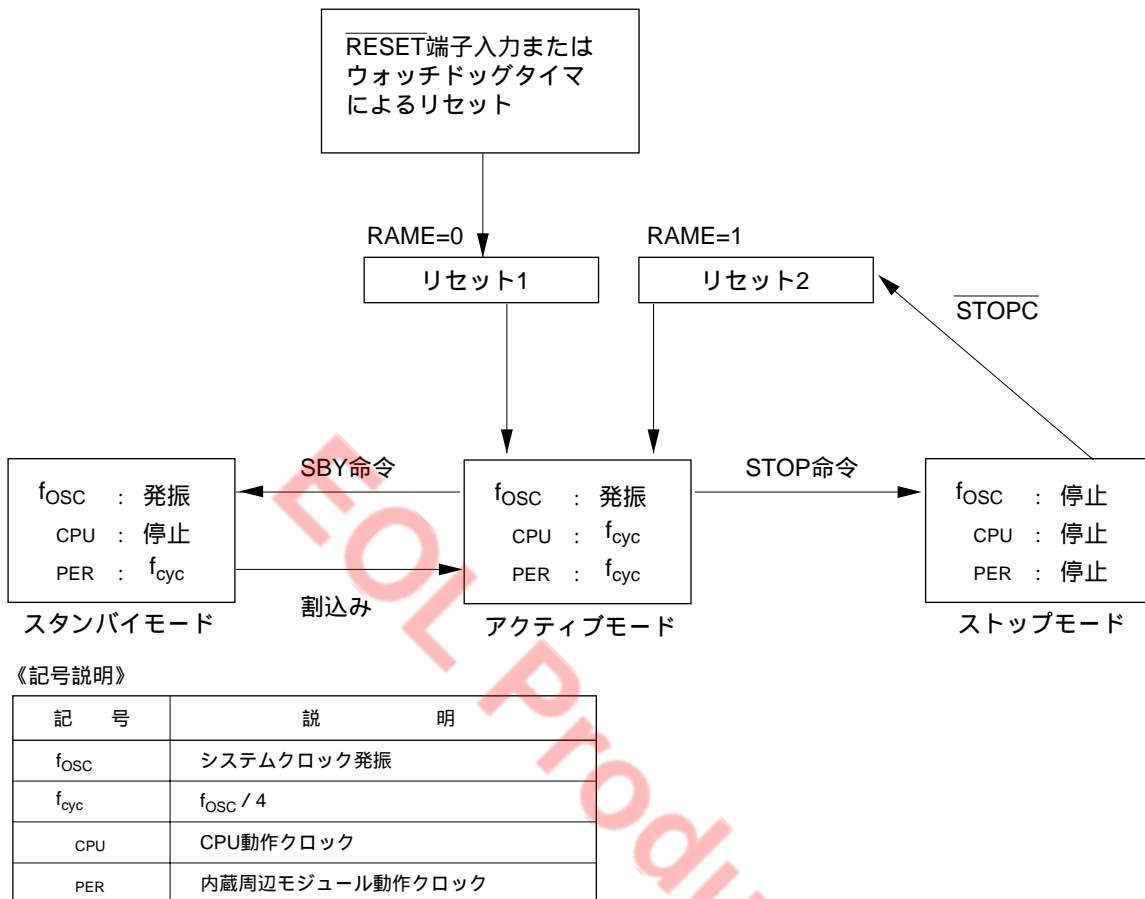 RESET端子入力または
ウォッチドッグタイマ
によるリセット
RAME=0
RAME=1
リセット1
リセット2
STOPC
SBY命令
STOP命令
割込み
fOSC : 発振
CPU : 停止
PER : fcyc
スタンバイモード
fOSC : 発振
CPU : fcyc
PER : fcyc
アクティブモード
fOSC : 停止
CPU : 停止
PER : 停止
ストップモード
《記号説明》
記 号 説 明
fOSC システムクロック発振
fcyc fOSC / 4
CPU CPU動作クロック
PER 内蔵周辺モジュール動作クロック
EOL Produ